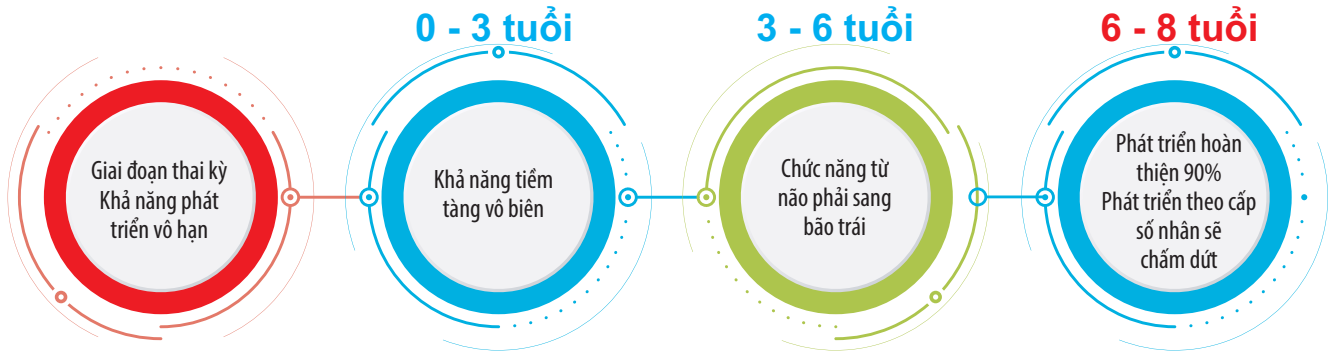 0 - 3 tuổi
3 - 6 tuổi
6 - 8 tuổi
Giai đoạn thai kỳ
Khả năng phát
triển vô hạn
Khả năng tiềm
tàng vô biên
Chức năng từ
não phải sang
bão trái
Phát triển hoàn
thiện 90%
Phát triển theo cấp
số nhân sẽ
chấm dứt